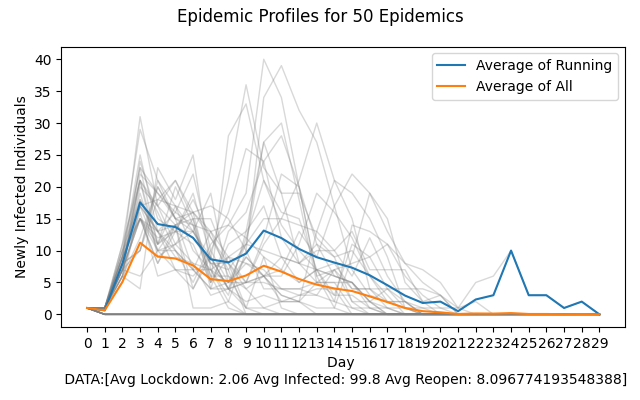 Epidemic Profiles for 50 Epidemics
Newly Infected Individuals
40
35
30
25
20
15
10
5
0
Average of Running
Average of All
0 1 2 3 4 5 6 7 8 9 10 11 12 13 14 15 16 17 18 19 20 21 22 23 24 25 26 27 28 29
Day
DATA:[Avg Lockdown: 2.06 Avg Infected: 99.8 Avg Reopen: 8.096774193548388]